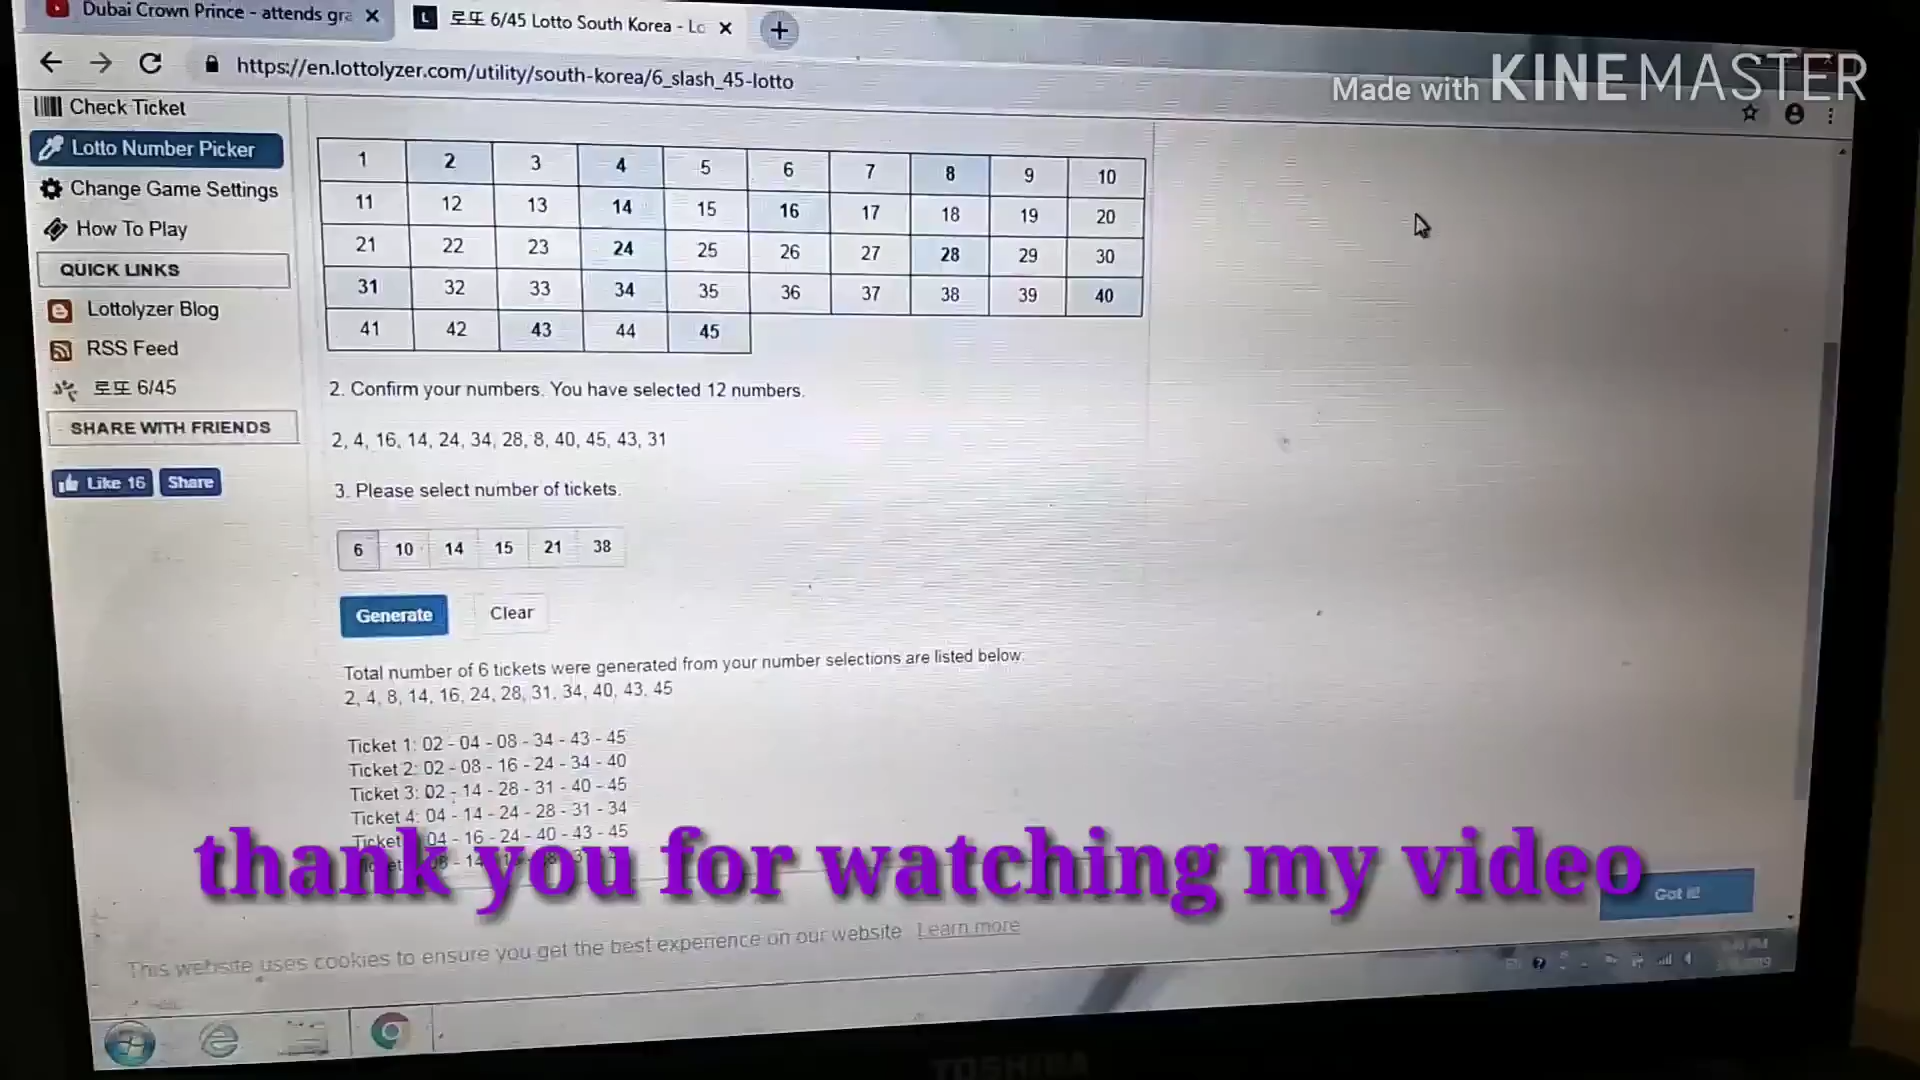 Dubai Crown Prince - attends gra
로또 6/45 Lotto South Korea - Lo
https://en.lottolyzer.com/utility/south-korea/6_slash_45-lotto
Made with KINEMASTER
Check Ticket
Lotto Number Picker
Change Game Settings
How To Play
QUICK LINKS
Lottolyzer Blog
RSS Feed
로또 6/45
SHARE WITH FRIENDS
Like 16 Share
1 2 3 4 5 6 7 8 9 10
11 12 13 14 15 16 17 18 19 20
21 22 23 24 25 26 27 28 29 30
31 32 33 34 35 36 37 38 39 40
41 42 43 44 45
2. Confirm your numbers. You have selected 12 numbers.
2, 4, 16, 14, 24, 34, 28, 8, 40, 45, 43, 31
3. Please select number of tickets.
6 10 14 15 21 38
Generate Clear
Total number of 6 tickets were generated from your number selections are listed below.
2, 4, 8, 14, 16, 24, 28, 31, 34, 40, 43, 45
Ticket 1: 02 - 04 - 08 - 34 - 43 - 45
Ticket 2: 02 - 08 - 16 - 24 - 34 - 40
Ticket 3: 02 - 14 - 28 - 31 - 40 - 45
Ticket 4: 04 - 14 - 24 - 28 - 31 - 34
Ticket 04 - 16 - 24 - 40 - 43 - 45
thank you for watching my video
Got it!
This website uses cookies to ensure you get the best experience on our website Learn more
EN
TOSHIBA